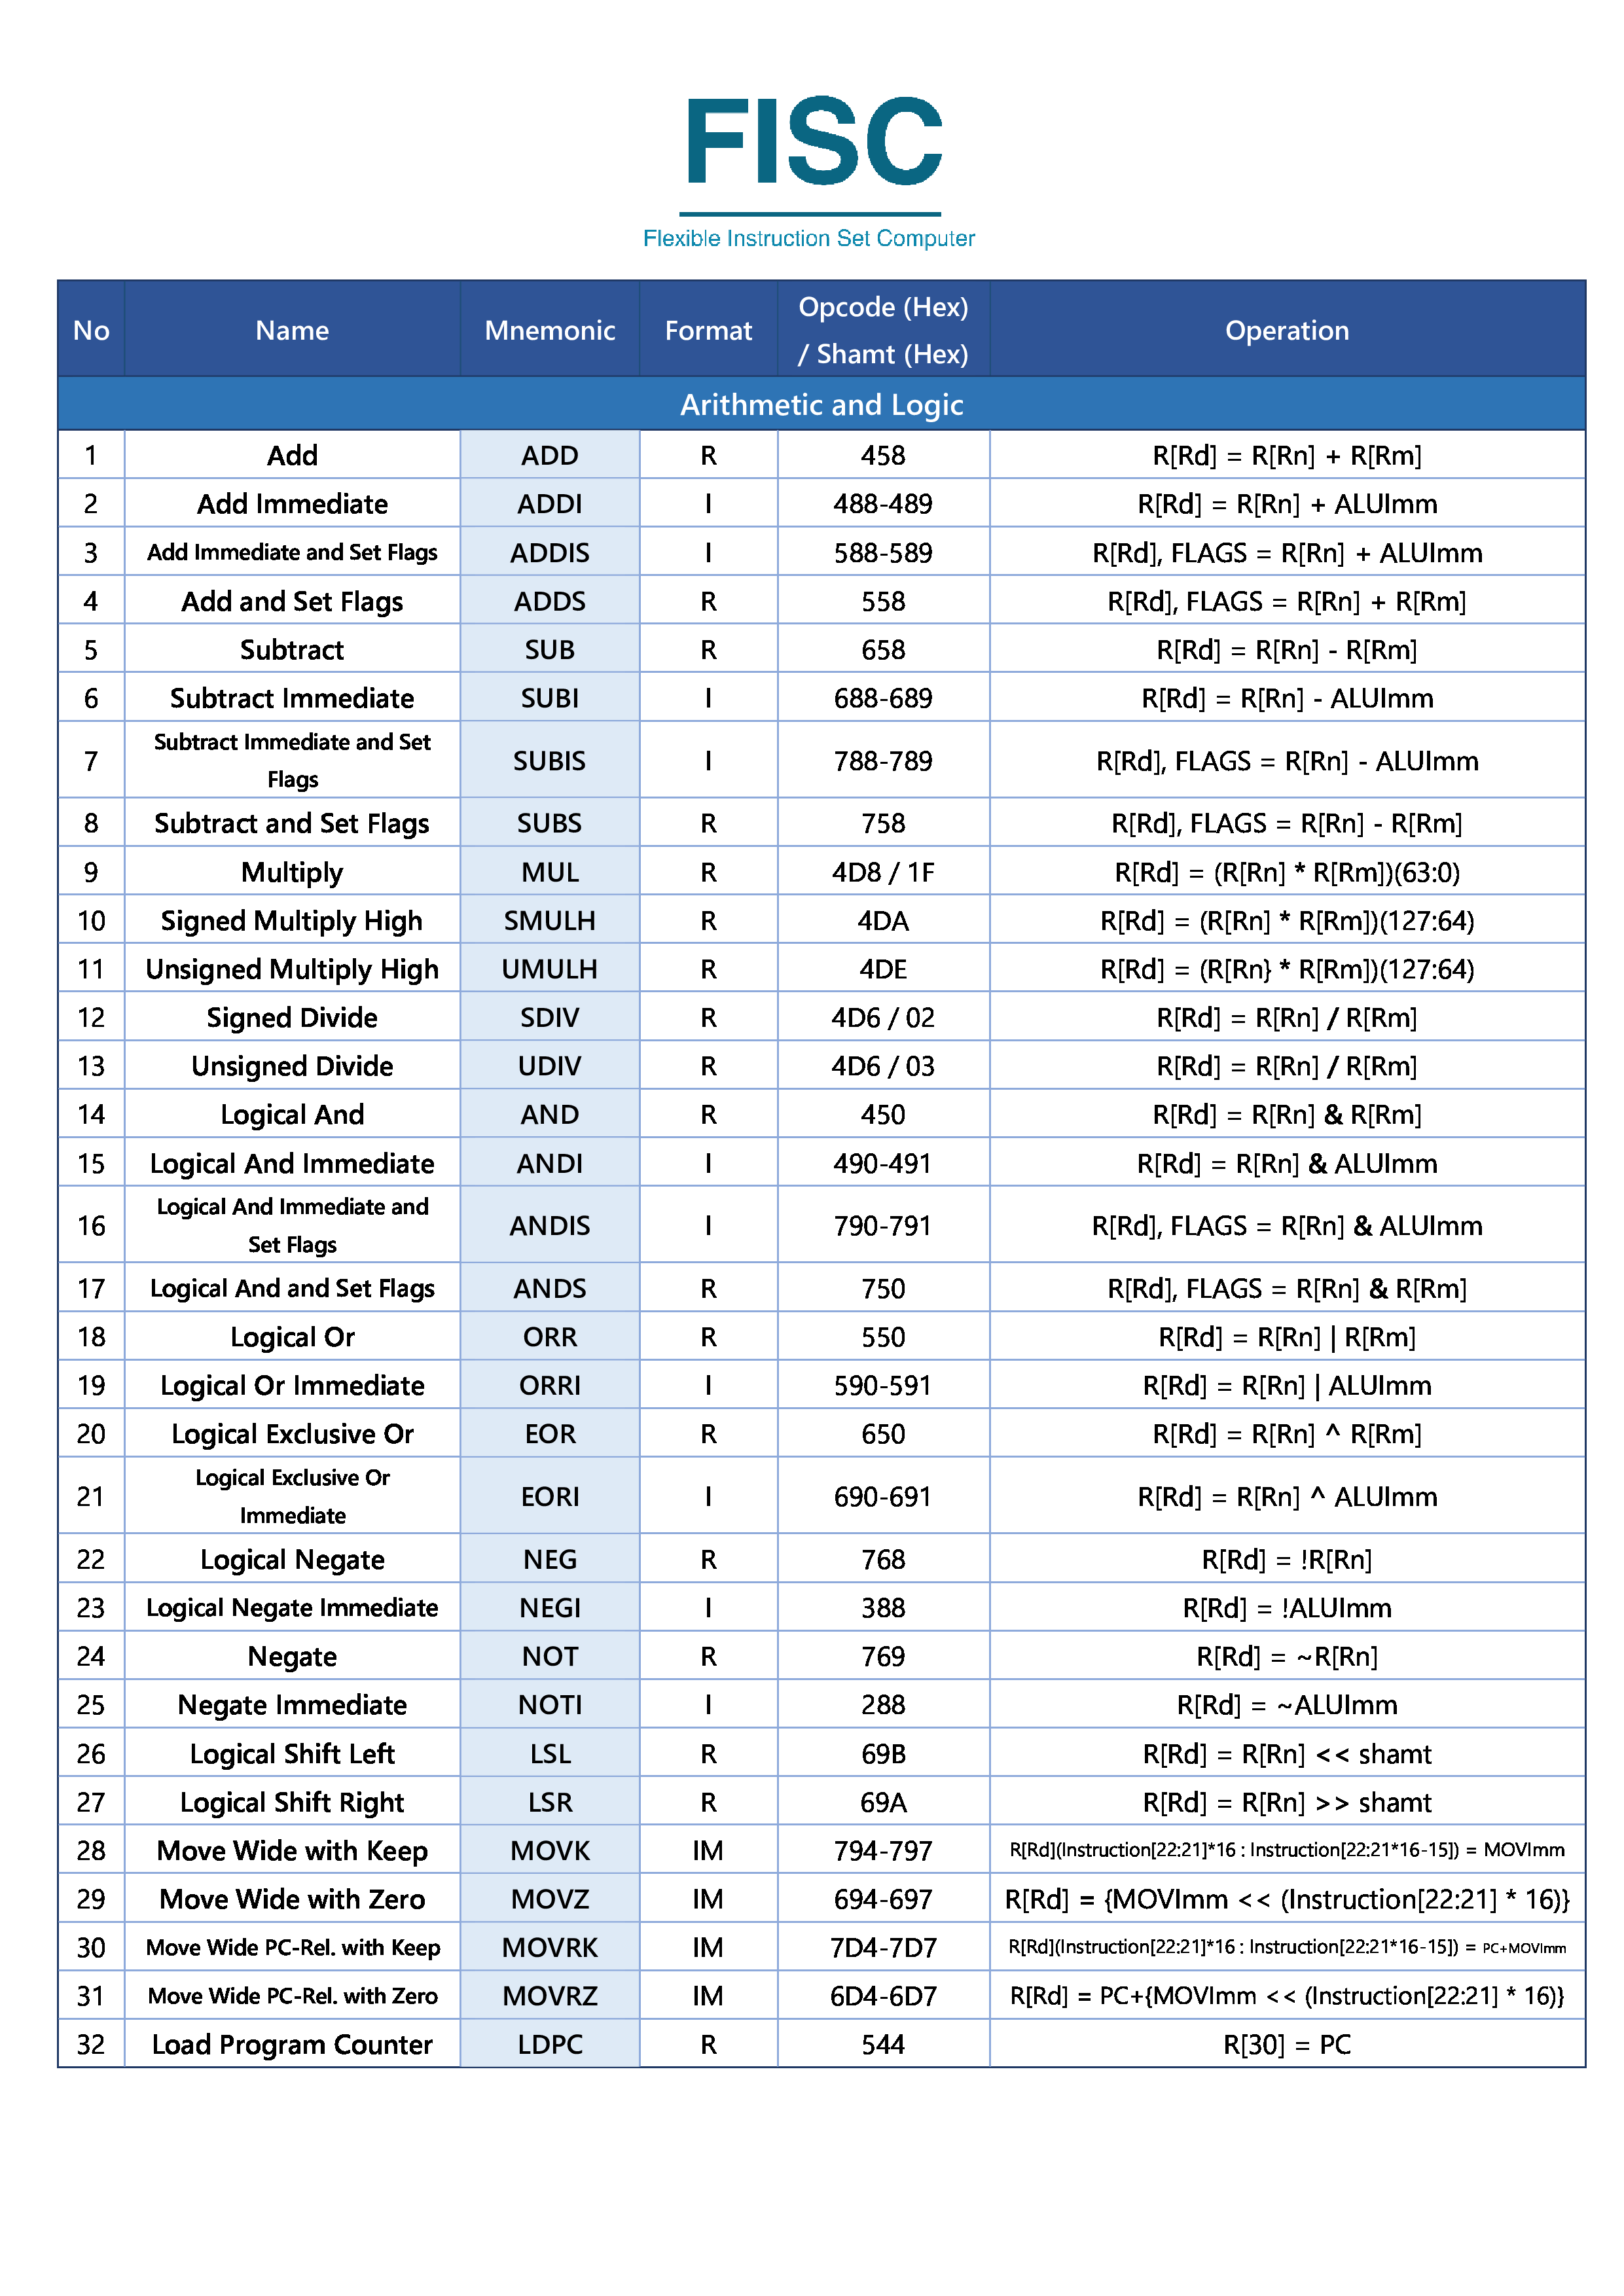 FISC
Flexible Instruction Set Computer
No Name Mnemonic Format Opcode (Hex) / Shamt (Hex) Operation
Arithmetic and Logic
1 Add ADD R 458 R[Rd] = R[Rn] + R[Rm]
2 Add Immediate ADDI I 488-489 R[Rd] = R[Rn] + ALUImm
3 Add Immediate and Set Flags ADDIS I 588-589 R[Rd], FLAGS = R[Rn] + ALUImm
4 Add and Set Flags ADDS R 558 R[Rd], FLAGS = R[Rn] + R[Rm]
5 Subtract SUB R 658 R[Rd] = R[Rn] - R[Rm]
6 Subtract Immediate SUBI I 688-689 R[Rd] = R[Rn] - ALUImm
7 Subtract Immediate and Set Flags SUBIS I 788-789 R[Rd], FLAGS = R[Rn] - ALUImm
8 Subtract and Set Flags SUBS R 758 R[Rd], FLAGS = R[Rn] - R[Rm]
9 Multiply MUL R 4D8 / 1F R[Rd] = (R[Rn] * R[Rm])(63:0)
10 Signed Multiply High SMULH R 4DA R[Rd] = (R[Rn] * R[Rm])(127:64)
11 Unsigned Multiply High UMULH R 4DE R[Rd] = (R[Rn} * R[Rm])(127:64)
12 Signed Divide SDIV R 4D6 / 02 R[Rd] = R[Rn] / R[Rm]
13 Unsigned Divide UDIV R 4D6 / 03 R[Rd] = R[Rn] / R[Rm]
14 Logical And AND R 450 R[Rd] = R[Rn] & R[Rm]
15 Logical And Immediate ANDI I 490-491 R[Rd] = R[Rn] & ALUImm
16 Logical And Immediate and Set Flags ANDIS I 790-791 R[Rd], FLAGS = R[Rn] & ALUImm
17 Logical And and Set Flags ANDS R 750 R[Rd], FLAGS = R[Rn] & R[Rm]
18 Logical Or ORR R 550 R[Rd] = R[Rn] | R[Rm]
19 Logical Or Immediate ORRI I 590-591 R[Rd] = R[Rn] | ALUImm
20 Logical Exclusive Or EOR R 650 R[Rd] = R[Rn] ^ R[Rm]
21 Logical Exclusive Or Immediate EORI I 690-691 R[Rd] = R[Rn] ^ ALUImm
22 Logical Negate NEG R 768 R[Rd] = !R[Rn]
23 Logical Negate Immediate NEGI I 388 R[Rd] = !ALUImm
24 Negate NOT R 769 R[Rd] = ~R[Rn]
25 Negate Immediate NOTI I 288 R[Rd] = ~ALUImm
26 Logical Shift Left LSL R 69B R[Rd] = R[Rn] << shamt
27 Logical Shift Right LSR R 69A R[Rd] = R[Rn] >> shamt
28 Move Wide with Keep MOVK IM 794-797 R[Rd](Instruction[22:21]*16 : Instruction[22:21*16-15]) = MOVImm
29 Move Wide with Zero MOVZ IM 694-697 R[Rd] = {MOVImm << (Instruction[22:21] * 16)}
30 Move Wide PC-Rel. with Keep MOVRK IM 7D4-7D7 R[Rd](Instruction[22:21]*16 : Instruction[22:21*16-15]) = PC+MOVImm
31 Move Wide PC-Rel. with Zero MOVRZ IM 6D4-6D7 R[Rd] = PC+{MOVImm << (Instruction[22:21] * 16)}
32 Load Program Counter LDPC R 544 R[30] = PC